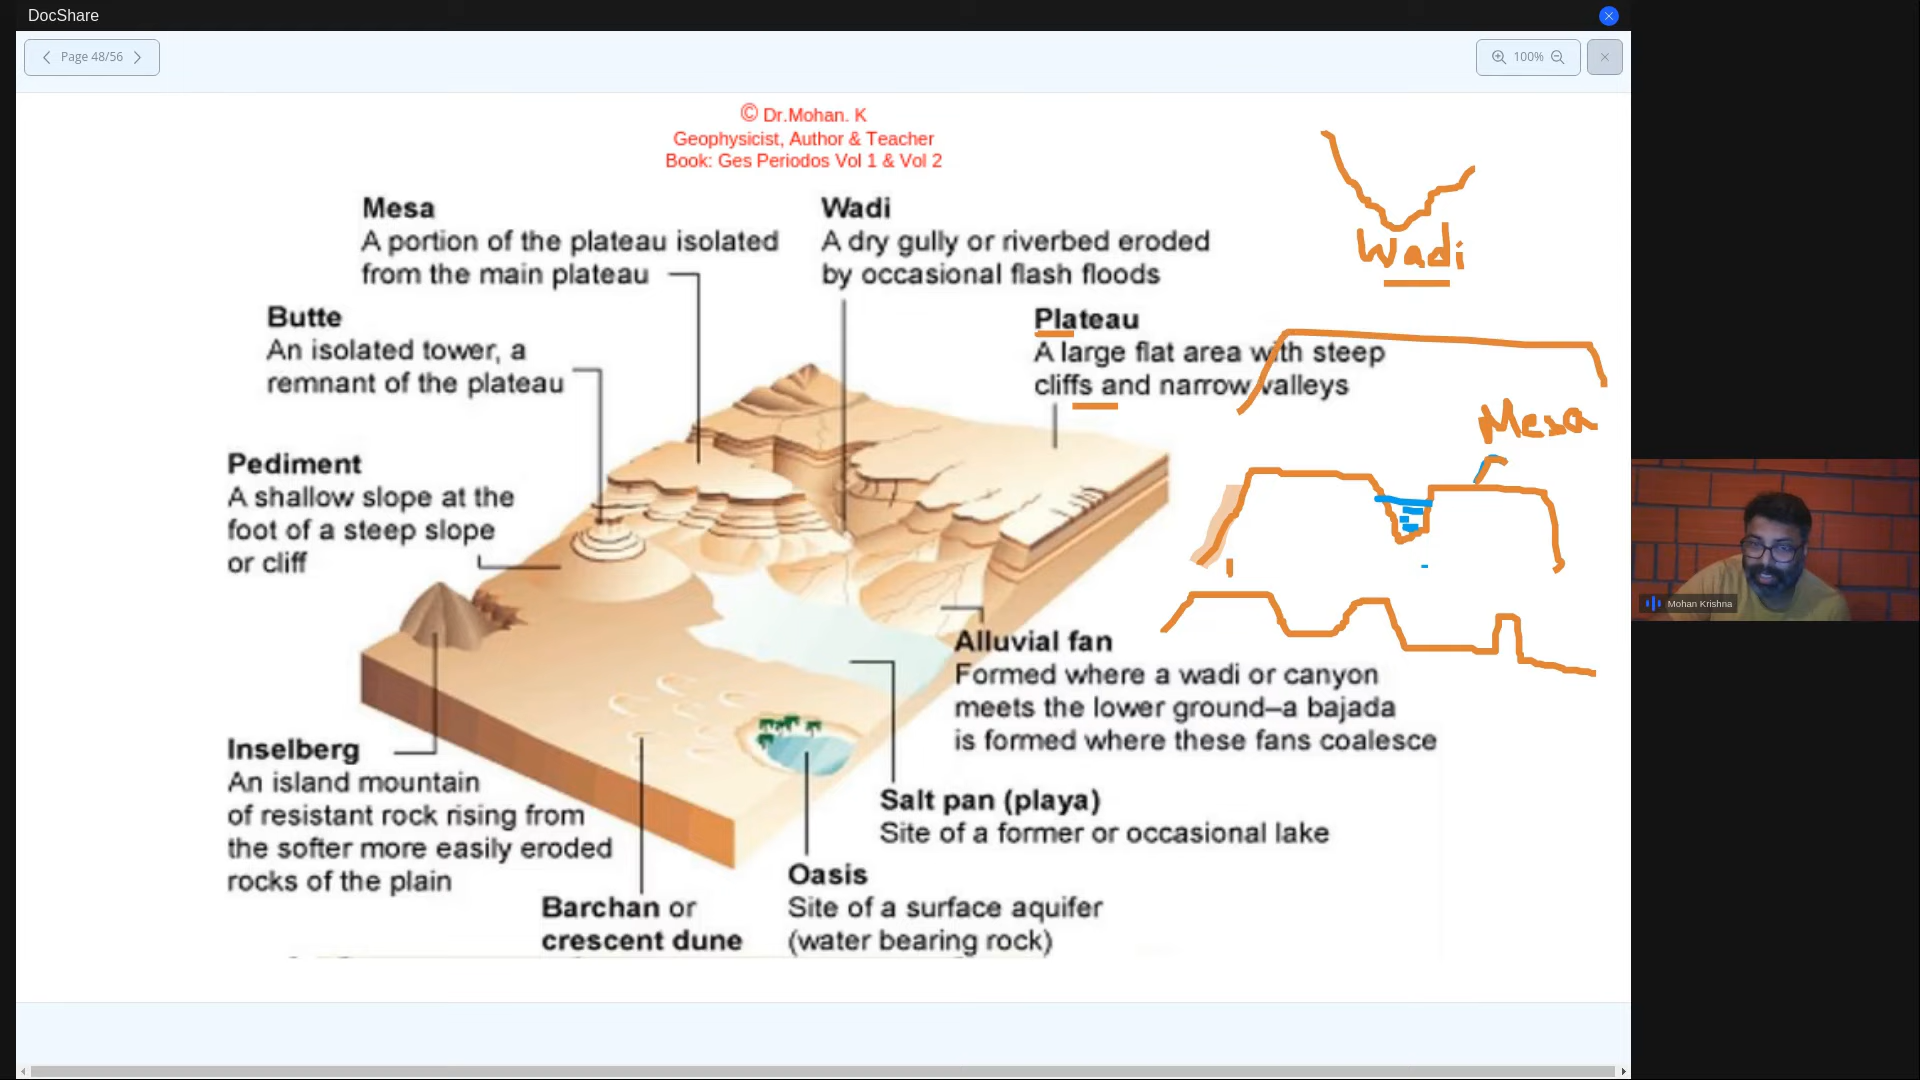 DocShare
Page 48/56
100%
© Dr.Mohan. K
Geophysicist, Author & Teacher
Book: Ges Periodos Vol 1 & Vol 2
Mesa
A portion of the plateau isolated
from the main plateau
Wadi
A dry gully or riverbed eroded
by occasional flash floods
Wadi
Butte
An isolated tower, a
remnant of the plateau
Plateau
A large flat area with steep
cliffs and narrow valleys
Mesa
Pediment
A shallow slope at the
foot of a steep slope
or cliff
Mohan Krishna
Alluvial fan
Formed where a wadi or canyon
meets the lower ground–a bajada
is formed where these fans coalesce
Inselberg
An island mountain
of resistant rock rising from
the softer more easily eroded
rocks of the plain
Salt pan (playa)
Site of a former or occasional lake
Barchan or
crescent dune
Oasis
Site of a surface aquifer
(water bearing rock)